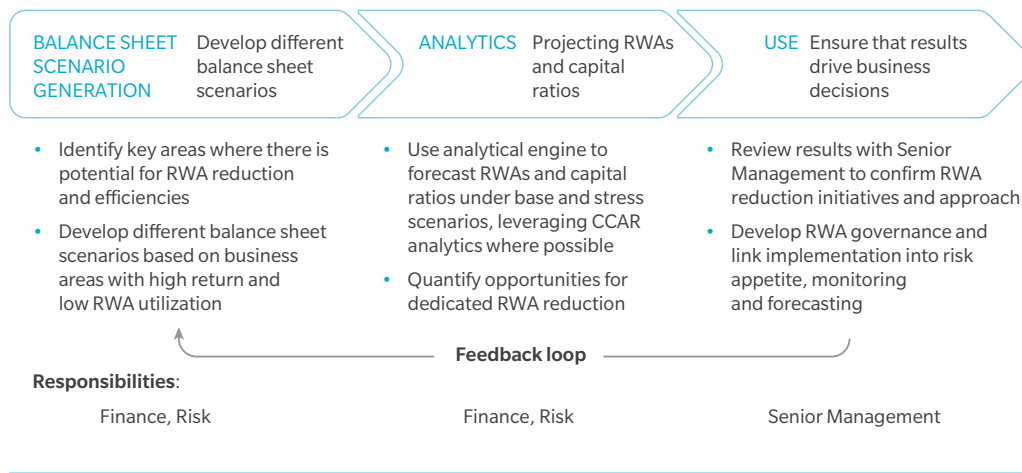 BALANCE SHEET
SCENARIO
GENERATION
Develop different
balance sheet
scenarios
ANALYTICS
Projecting RWAs
and capital
ratios
USE
Ensure that results
drive business
decisions
• Identify key areas where there is
potential for RWA reduction
and efficiencies
• Develop different balance sheet
scenarios based on business
areas with high return and
low RWA utilization
• Use analytical engine to
forecast RWAs and capital
ratios under base and stress
scenarios, leveraging CCAR
analytics where possible
• Quantify opportunities for
dedicated RWA reduction
• Review results with Senior
Management to confirm RWA
reduction initiatives and approach
• Develop RWA governance and
link implementation into risk
appetite, monitoring
and forecasting
Feedback loop
Responsibilities:
Finance, Risk
Finance, Risk
Senior Management